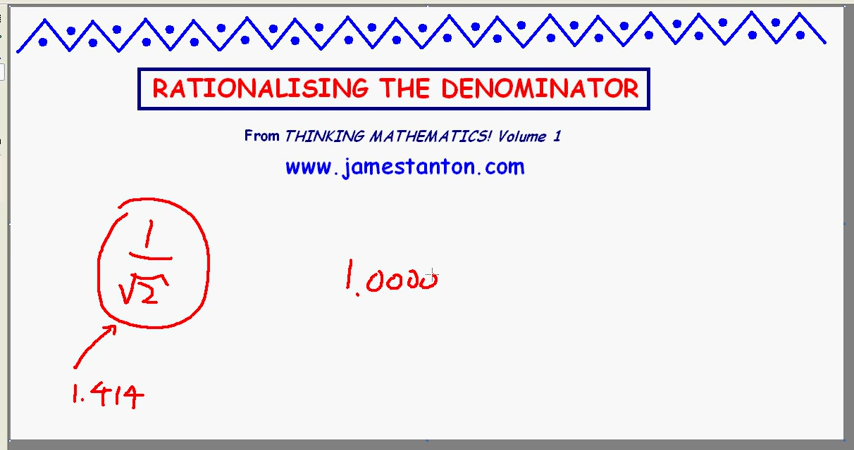 RATIONALISING THE DENOMINATOR
From THINKING MATHEMATICS! Volume 1
www.jamestanton.com
1
√2
1.0000
1.414